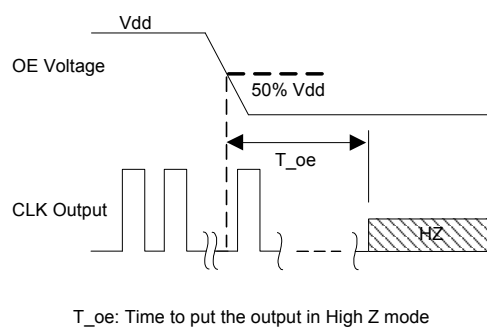 Vdd
OE Voltage
50% Vdd
T_oe
CLK Output
HZ
T_oe: Time to put the output in High Z mode